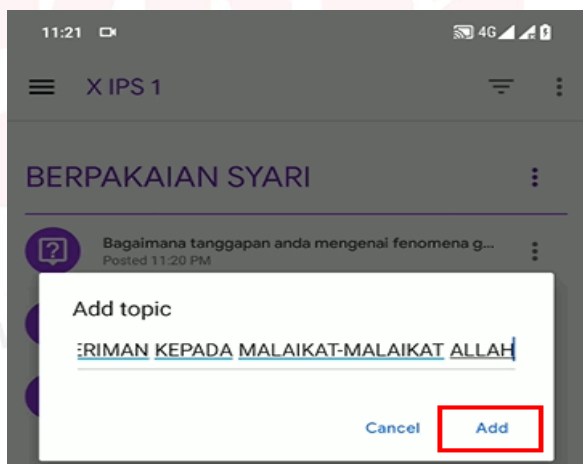 11:21 4G
X IPS 1
BERPAKAIAN SYARI
Bagaimana tanggapan anda mengenai fenomena g...
Posted 11:20 PM
Add topic
ERIMAN KEPADA MALAIKAT-MALAIKAT ALLAH
Cancel Add